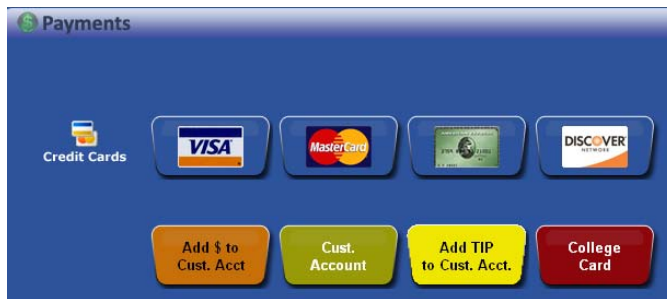 Payments
Credit Cards
VISA
MasterCard
DISCOVER
NETWORK
Add $ to
Cust. Acct
Cust.
Account
Add TIP
to Cust. Acct.
College
Card